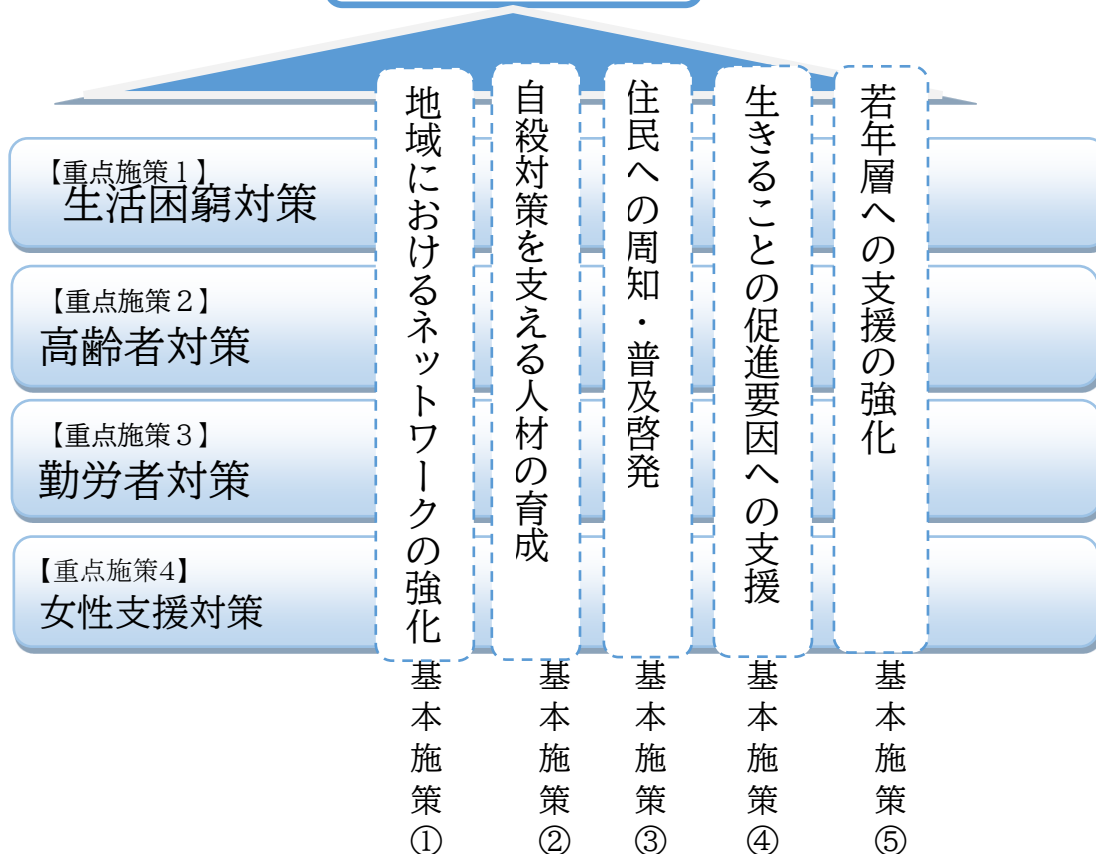 【重点施策１】
生活困窮対策
【重点施策２】
高齢者対策
【重点施策３】
勤労者対策
【重点施策4】
女性支援対策
地域におけるネットワークの強化
基本施策①
自殺対策を支える人材の育成
基本施策②
住民への周知・普及啓発
基本施策③
生きることの促進要因への支援
基本施策④
若年層への支援の強化
基本施策⑤